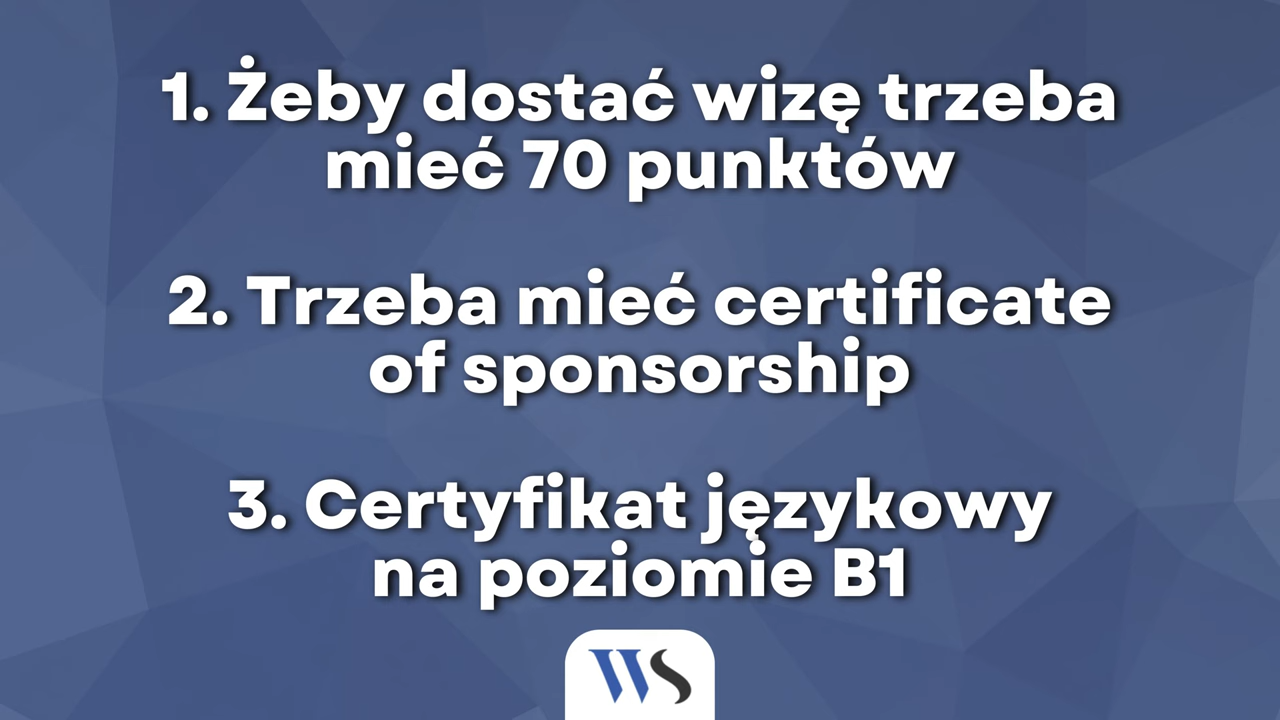 1. Żeby dostać wizę trzeba
mieć 70 punktów
2. Trzeba mieć certificate
of sponsorship
3. Certyfikat językowy
na poziomie B1
WS